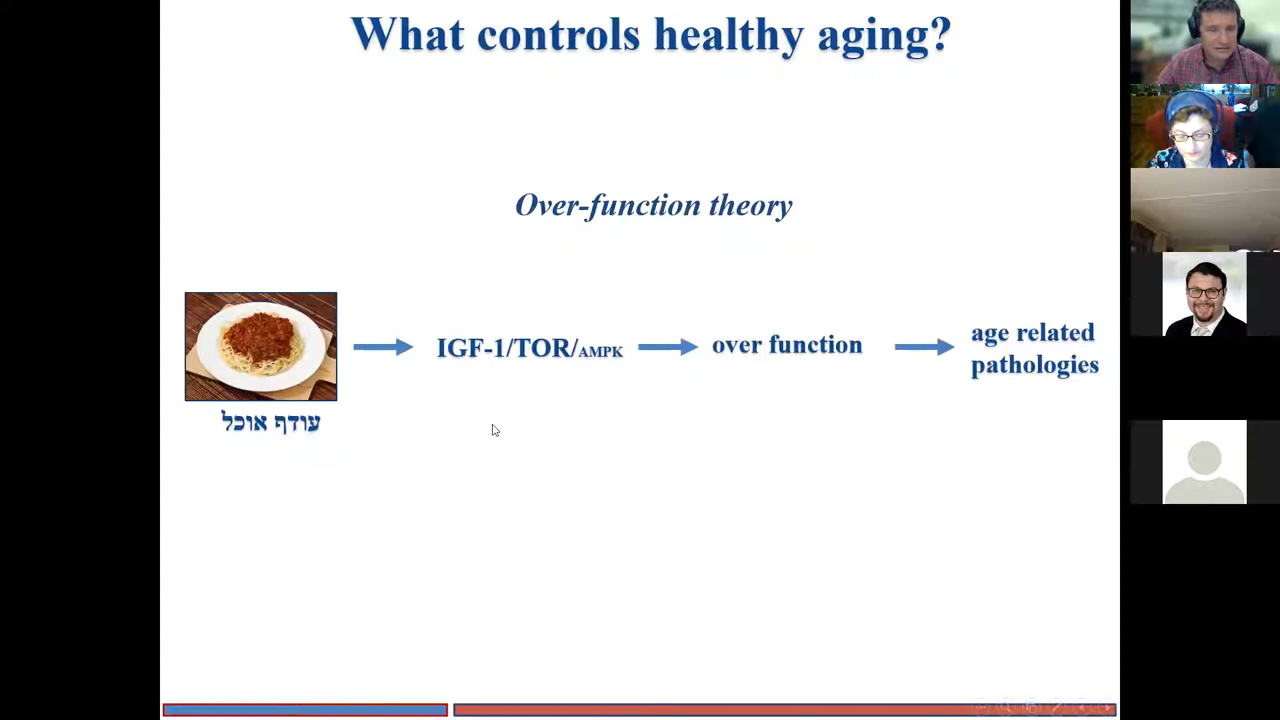 What controls healthy aging?
Over-function theory
עודף אוכל
IGF-1/TOR/AMPK
over function
age related
pathologies